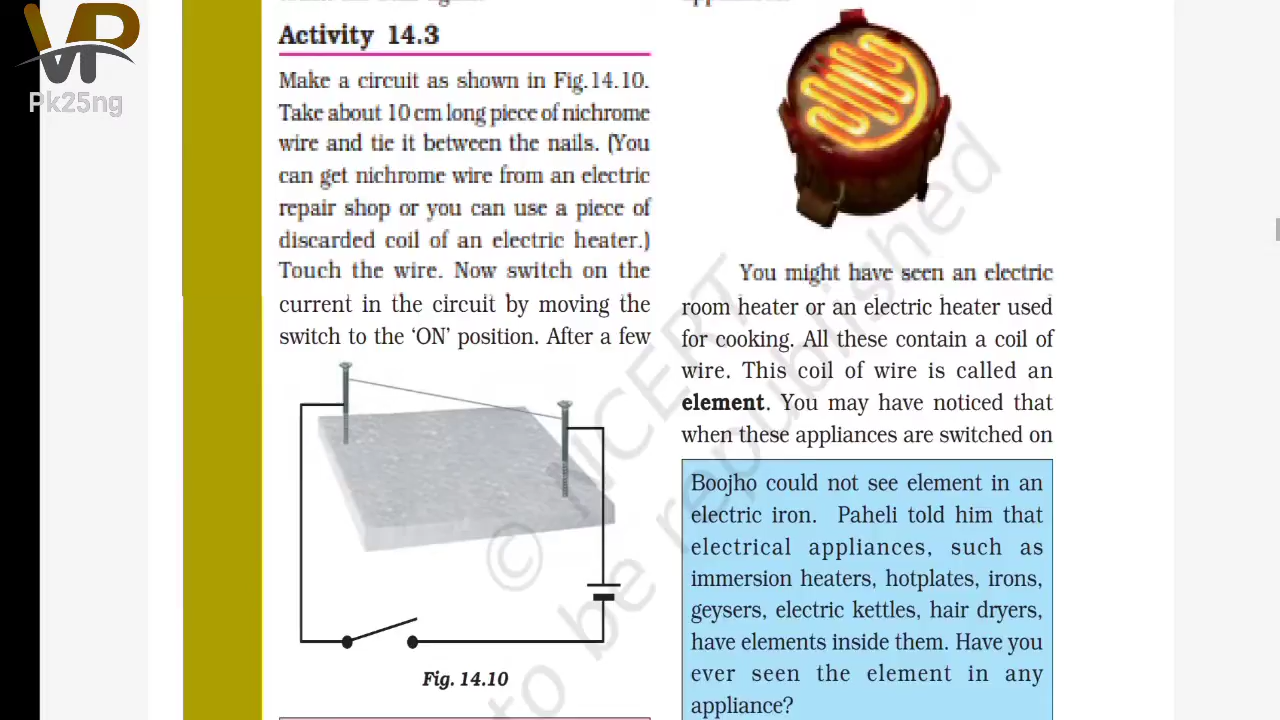 VP
Pk25ng
Activity 14.3
Make a circuit as shown in Fig.14.10.
Take about 10 cm long piece of nichrome
wire and tie it between the nails. (You
can get nichrome wire from an electric
repair shop or you can use a piece of
discarded coil of an electric heater.)
Touch the wire. Now switch on the
current in the circuit by moving the
switch to the ‘ON’ position. After a few
Fig. 14.10
You might have seen an electric
room heater or an electric heater used
for cooking. All these contain a coil of
wire. This coil of wire is called an
element. You may have noticed that
when these appliances are switched on
Boojho could not see element in an
electric iron. Paheli told him that
electrical appliances, such as
immersion heaters, hotplates, irons,
geysers, electric kettles, hair dryers,
have elements inside them. Have you
ever seen the element in any
appliance?
© NCERT
to be republished